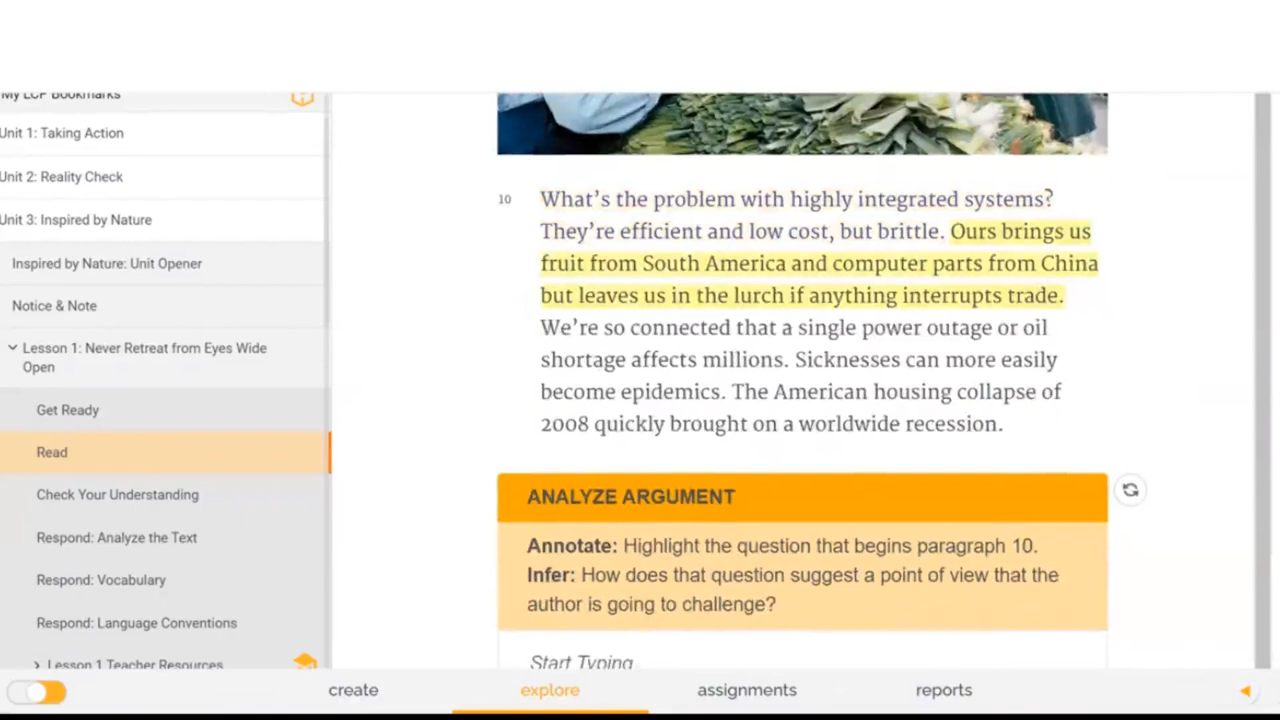 My LCP Bookmarks
Unit 1: Taking Action
Unit 2: Reality Check
Unit 3: Inspired by Nature
Inspired by Nature: Unit Opener
Notice & Note
Lesson 1: Never Retreat from Eyes Wide
Open
Get Ready
Read
Check Your Understanding
Respond: Analyze the Text
Respond: Vocabulary
Respond: Language Conventions
Lesson 1 Teacher Resources
10
What’s the problem with highly integrated systems?
They’re efficient and low cost, but brittle. Ours brings us
fruit from South America and computer parts from China
but leaves us in the lurch if anything interrupts trade.
We’re so connected that a single power outage or oil
shortage affects millions. Sicknesses can more easily
become epidemics. The American housing collapse of
2008 quickly brought on a worldwide recession.
ANALYZE ARGUMENT
Annotate: Highlight the question that begins paragraph 10.
Infer: How does that question suggest a point of view that the
author is going to challenge?
Start Typing
create explore assignments reports